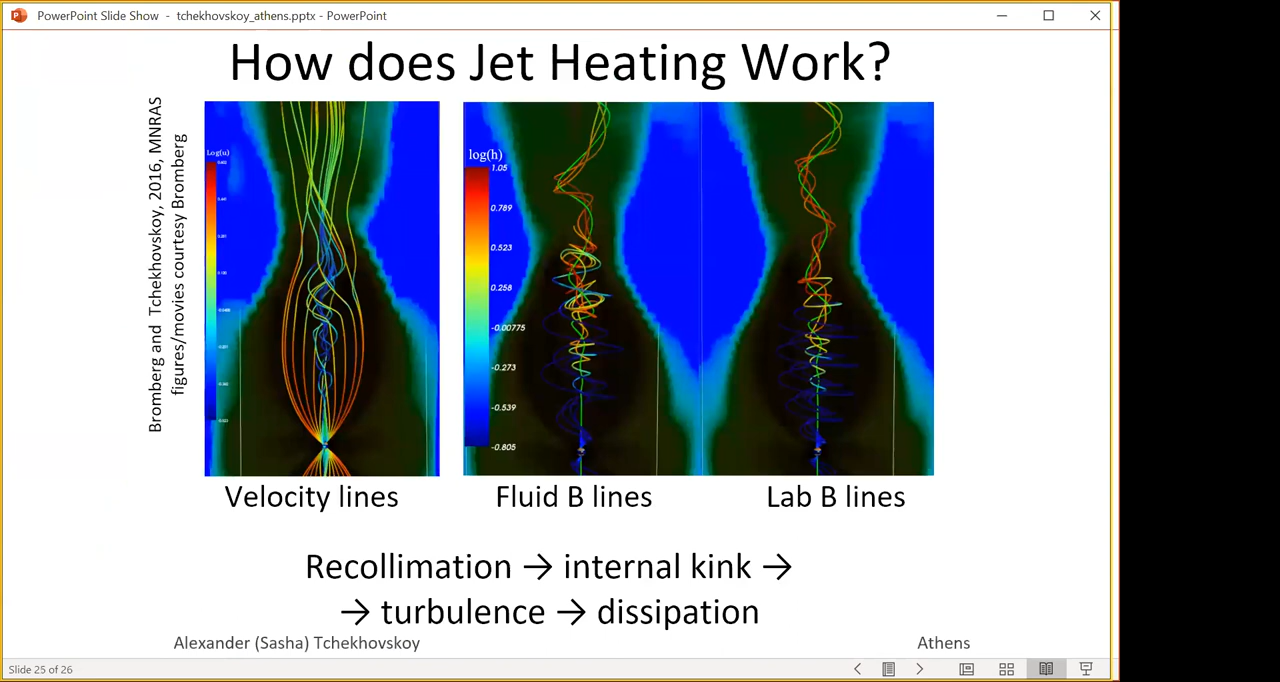 PowerPoint Slide Show - tchekhovskoy_athens.pptx - PowerPoint
How does Jet Heating Work?
Bromberg and Tchekhovskoy, 2016, MNRAS
figures/movies courtesy Bromberg
Log(u)
log(h)
1.05
0.789
0.523
0.258
-0.00775
-0.273
-0.539
-0.805
Velocity lines
Fluid B lines
Lab B lines
Recollimation → internal kink →
→ turbulence → dissipation
Alexander (Sasha) Tchekhovskoy
Athens
Slide 25 of 26